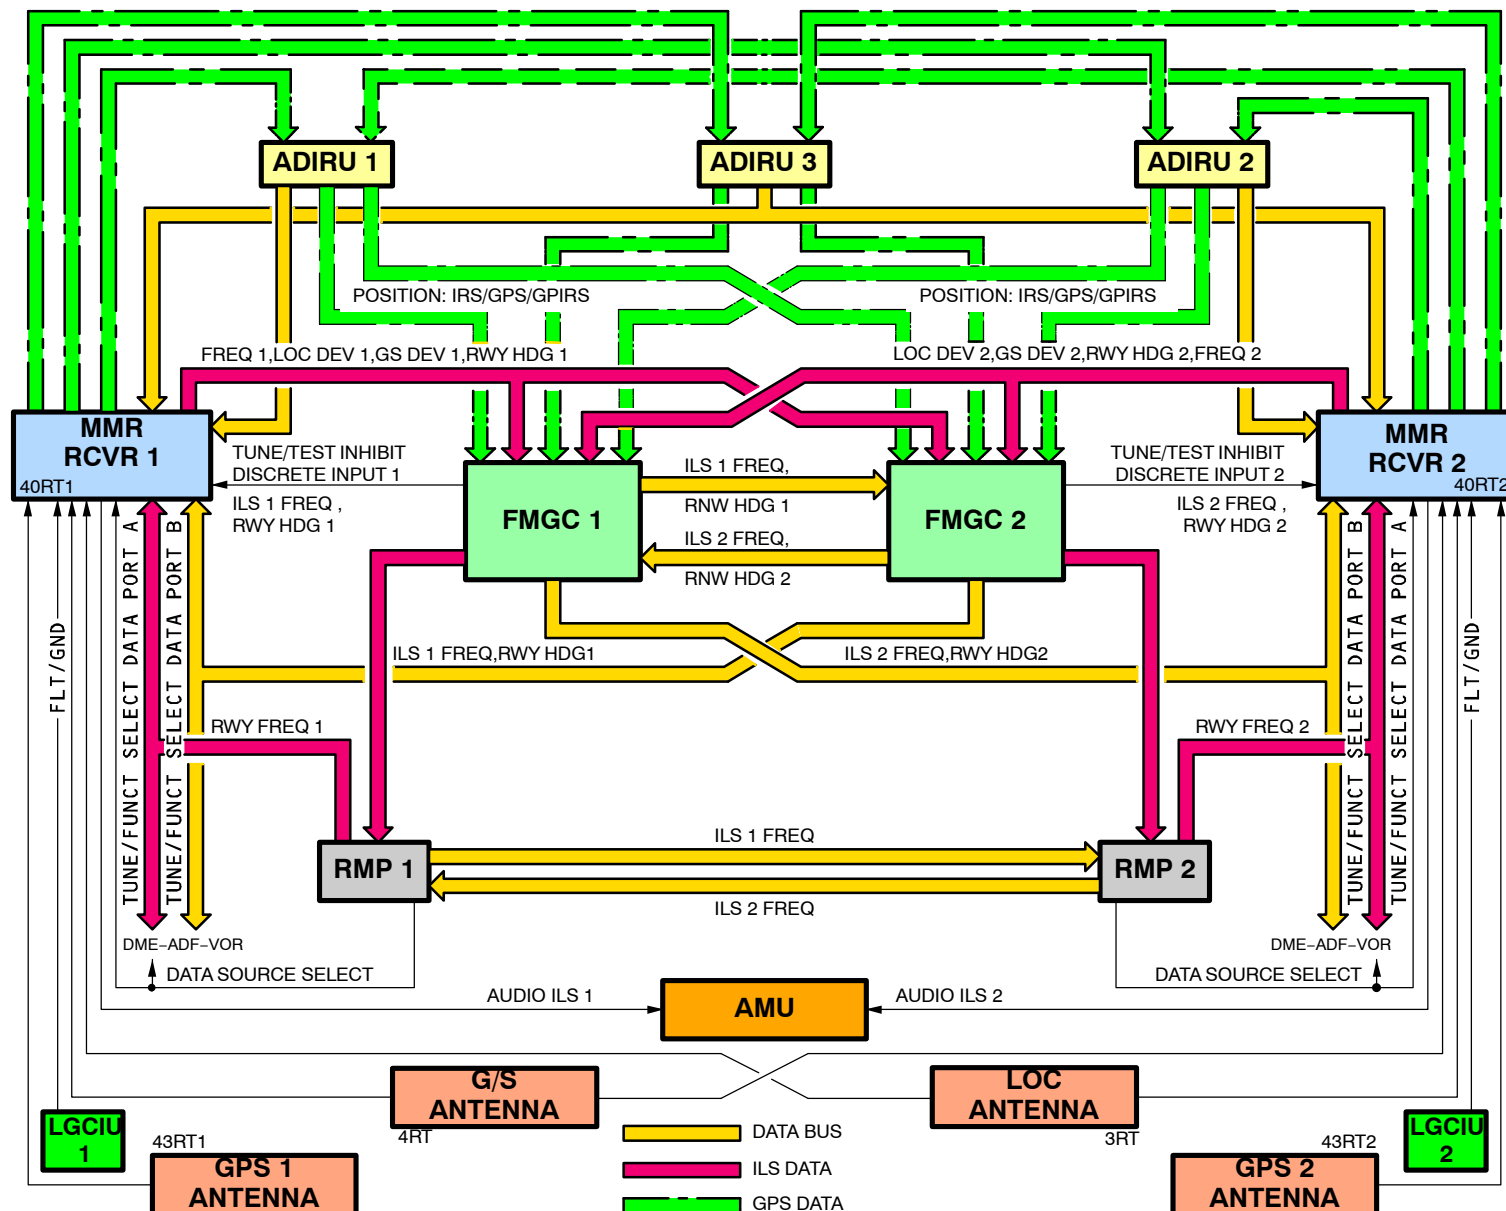 ADIRU 1
ADIRU 3
ADIRU 2
POSITION: IRS/GPS/GPIRS
POSITION: IRS/GPS/GPIRS
FREQ 1,LOC DEV 1,GS DEV 1,RWY HDG 1
LOC DEV 2,GS DEV 2,RWY HDG 2,FREQ 2
MMR
RCVR 1
40RT1
MMR
RCVR 2
40RT2
TUNE/TEST INHIBIT
DISCRETE INPUT 1
ILS 1 FREQ ,
RWY HDG 1
FMGC 1
ILS 1 FREQ,
RNW HDG 1
ILS 2 FREQ,
RNW HDG 2
FMGC 2
TUNE/TEST INHIBIT
DISCRETE INPUT 2
ILS 2 FREQ ,
RWY HDG 2
FLT/GND
TUNE/FUNCT SELECT DATA PORT A
TUNE/FUNCT SELECT DATA PORT B
TUNE/FUNCT SELECT DATA PORT B
TUNE/FUNCT SELECT DATA PORT A
FLT/GND
ILS 1 FREQ,RWY HDG1
ILS 2 FREQ,RWY HDG2
RWY FREQ 1
RWY FREQ 2
RMP 1
ILS 1 FREQ
ILS 2 FREQ
RMP 2
DME-ADF-VOR
DATA SOURCE SELECT
DME-ADF-VOR
DATA SOURCE SELECT
AUDIO ILS 1
AMU
AUDIO ILS 2
G/S
ANTENNA
4RT
LOC
ANTENNA
3RT
LGCIU
1
LGCIU
2
43RT1
GPS 1
ANTENNA
43RT2
GPS 2
ANTENNA
DATA BUS
ILS DATA
GPS DATA